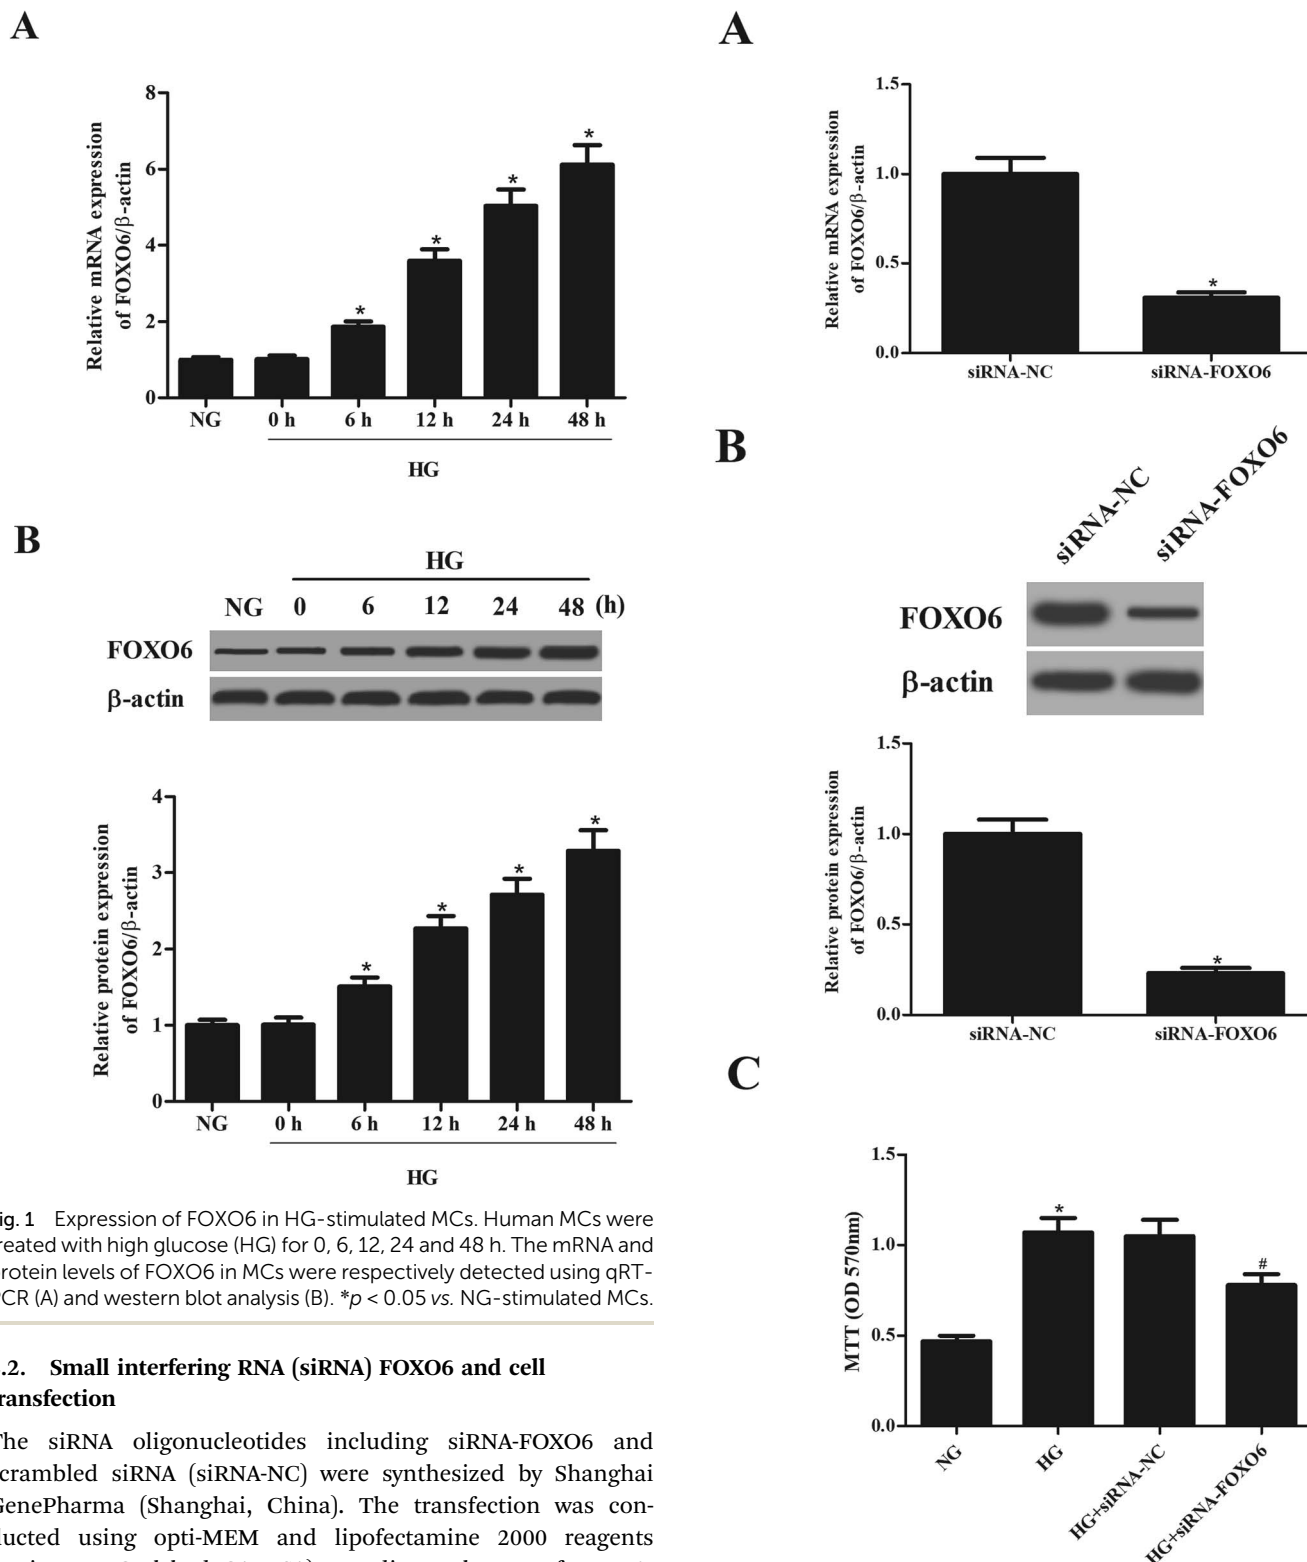 A
Relative mRNA expression
of FOXO6/β-actin
8
6
4
2
0
*
*
*
*
NG
0 h
6 h
12 h
24 h
48 h
HG
B
HG
NG 0 6 12 24 48 (h)
FOXO6
β-actin
Relative protein expression
of FOXO6/β-actin
4
3
2
1
0
*
*
*
*
NG
0 h
6 h
12 h
24 h
48 h
HG
ig. 1 Expression of FOXO6 in HG-stimulated MCs. Human MCs were
reated with high glucose (HG) for 0, 6, 12, 24 and 48 h. The mRNA and
rotein levels of FOXO6 in MCs were respectively detected using qRT-
PCR (A) and western blot analysis (B). *p < 0.05 vs. NG-stimulated MCs.
.2. Small interfering RNA (siRNA) FOXO6 and cell
ransfection
The siRNA oligonucleotides including siRNA-FOXO6 and
crambled siRNA (siRNA-NC) were synthesized by Shanghai
GenePharma (Shanghai, China). The transfection was con-
ducted using opti-MEM and lipofectamine 2000 reagents
A
Relative mRNA expression
of FOXO6/β-actin
1.5
1.0
0.5
0.0
*
siRNA-NC
siRNA-FOXO6
B
siRNA-NC
siRNA-FOXO6
FOXO6
β-actin
Relative protein expression
of FOXO6/β-actin
1.5
1.0
0.5
0.0
*
siRNA-NC
siRNA-FOXO6
C
MTT (OD 570nm)
1.5
1.0
0.5
0.0
*
#
NG
HG
HG+siRNA-NC
HG+siRNA-FOXO6